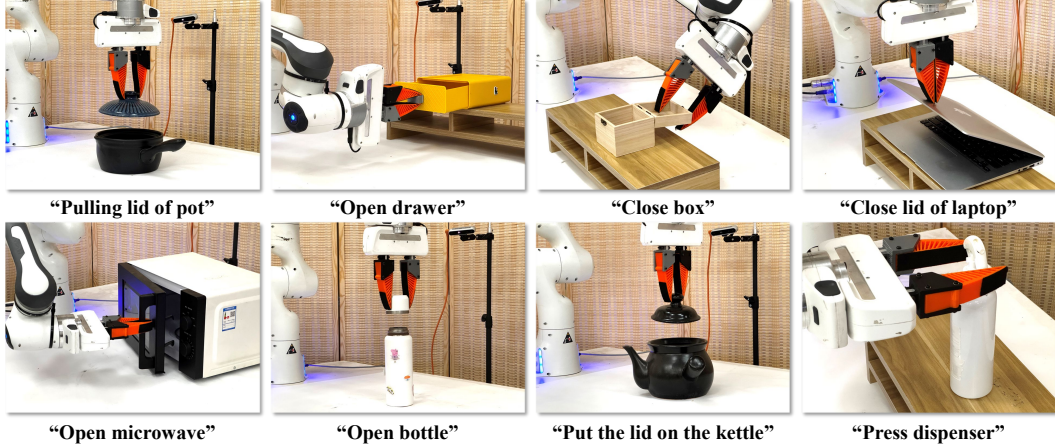 “Pulling lid of pot”
“Open drawer”
“Close box”
“Close lid of laptop”
“Open microwave”
“Open bottle”
“Put the lid on the kettle”
“Press dispenser”